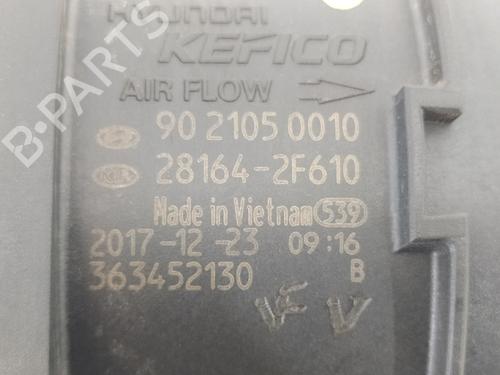 HYUNDAI
KEFICO
AIR FLOW
90 2105 0010
28164-2F610
Made in Vietnam 539
2017-12-23 09:16
363452130 B
VF V
B-PARTS